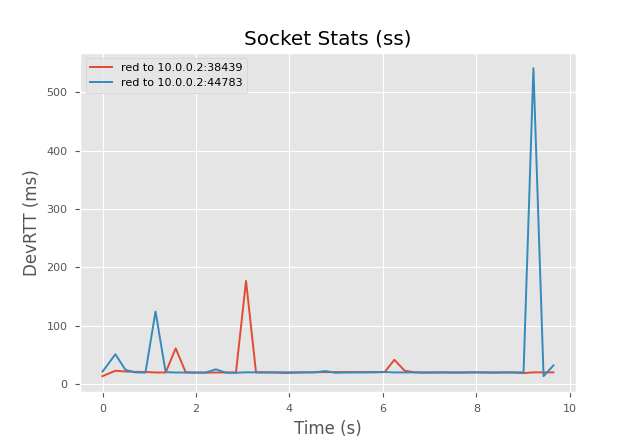 Socket Stats (ss)
red to 10.0.0.2:38439
red to 10.0.0.2:44783
DevRTT (ms)
500
400
300
200
100
0
0 2 4 6 8 10
Time (s)